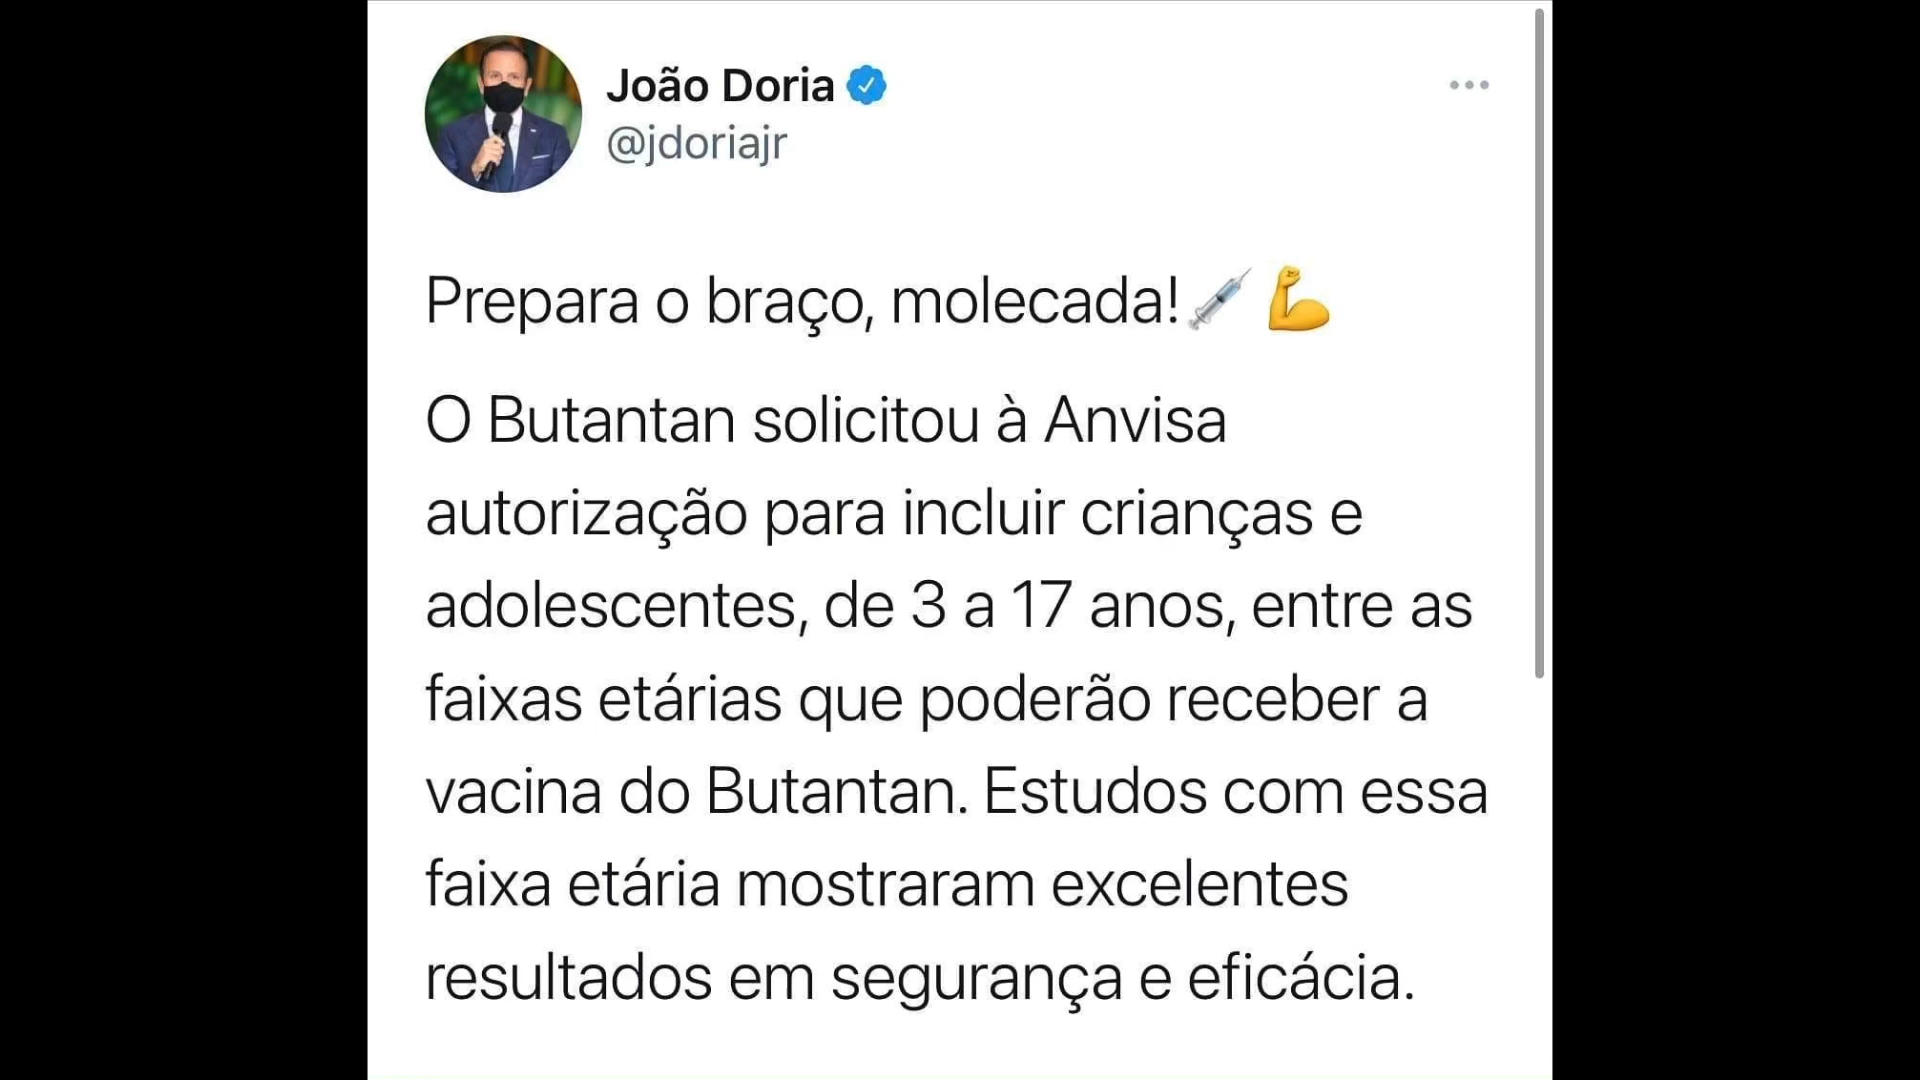 João Doria
@jdoriajr
Prepara o braço, molecada!💉💪
O Butantan solicitou à Anvisa
autorização para incluir crianças e
adolescentes, de 3 a 17 anos, entre as
faixas etárias que poderão receber a
vacina do Butantan. Estudos com essa
faixa etária mostraram excelentes
resultados em segurança e eficácia.